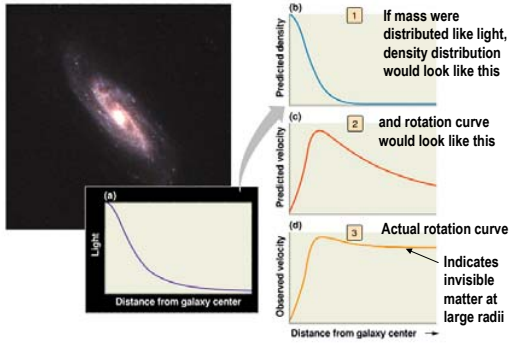 (b)
1
If mass were
distributed like light,
density distribution
would look like this
Predicted density
(c)
2
and rotation curve
would look like this
Predicted velocity
(a)
Light
Distance from galaxy center
(d)
3
Actual rotation curve
Observed velocity
Indicates
invisible
matter at
large radii
Distance from galaxy center →